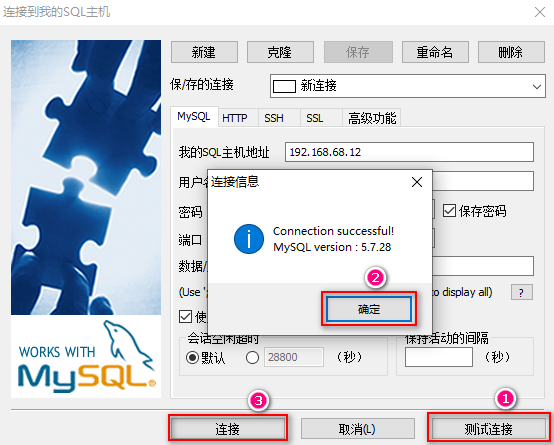 连接到我的SQL主机
新建
克隆
保存
重命名
删除
保/存的连接
新连接
MySQL
HTTP
SSH
SSL
高级功能
我的SQL主机地址
192.168.68.12
用户名
密码
保存密码
端口
数据/
(Use ';
to display all)
?
使
连接信息
Connection successful!
MySQL version : 5.7.28
2
确定
会话空闲超时
默认
28800
(秒)
保持活动的间隔
(秒)
WORKS WITH
MySQL
3
1
连接
取消(L)
测试连接